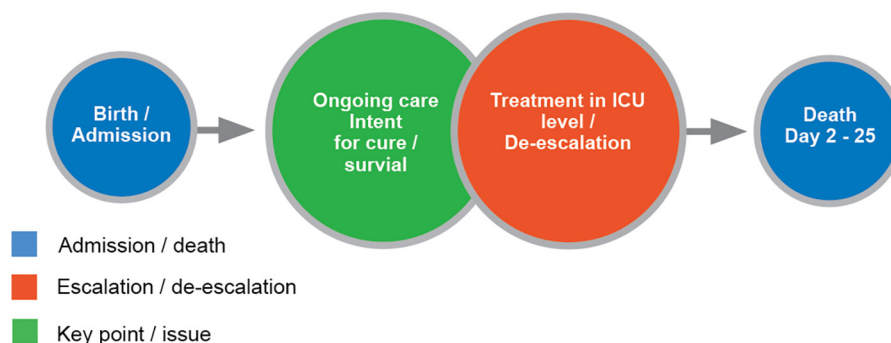 Birth /
Admission
Ongoing care
Intent
for cure /
survial
Treatment in ICU
level /
De-escalation
Death
Day 2 - 25
Admission / death
Escalation / de-escalation
Key point / issue